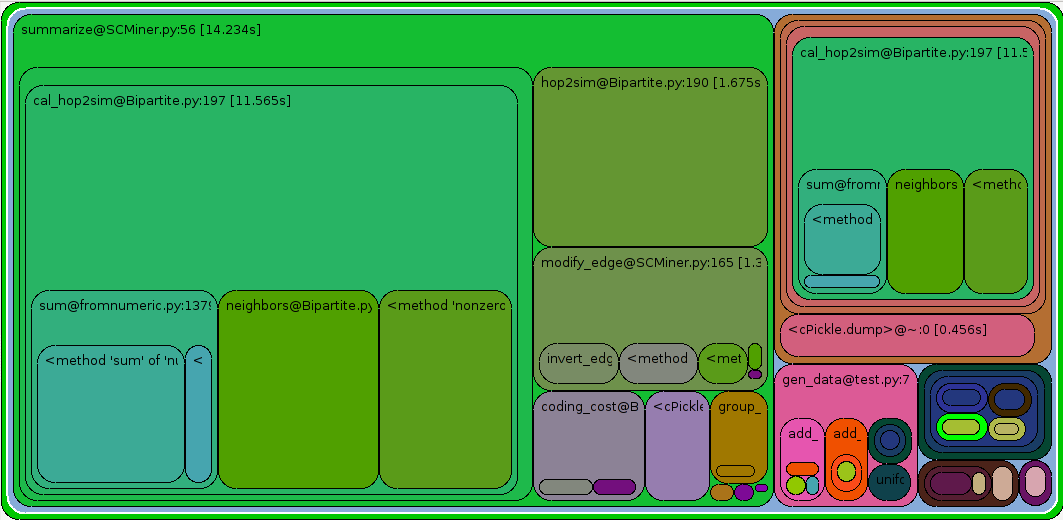 summarize@SCMiner.py:56 [14.234s]
cal_hop2sim@Bipartite.py:197 [11.565s]
sum@fromnumeric.py:1379
neighbors@Bipartite.py
<method 'nonzero
<method 'sum' of 'nu
<
hop2sim@Bipartite.py:190 [1.675s
modify_edge@SCMiner.py:165 [1.3
invert_edg
<method
<met
coding_cost@B
<cPickle
group_
cal_hop2sim@Bipartite.py:197 [11.5
sum@fromn
neighbors
<metho
<method
<cPickle.dump>@~:0 [0.456s]
gen_data@test.py:7
add_
add_
unifo